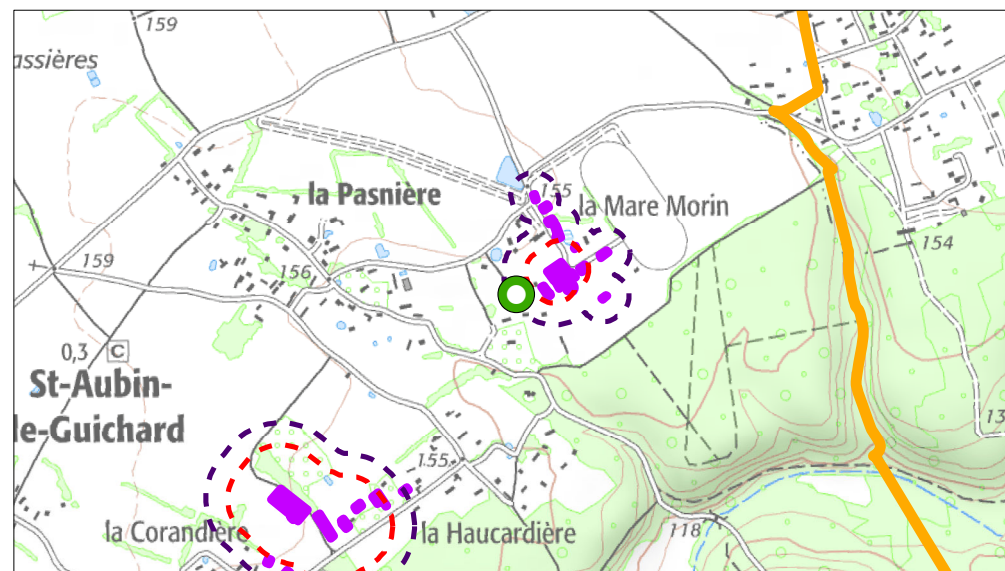 159
assières
la Pasnière
155
la Mare Morin
154
159
156
0,3 C
St-Aubin-
le-Guichard
155
la Corandière
la Haucardière
118